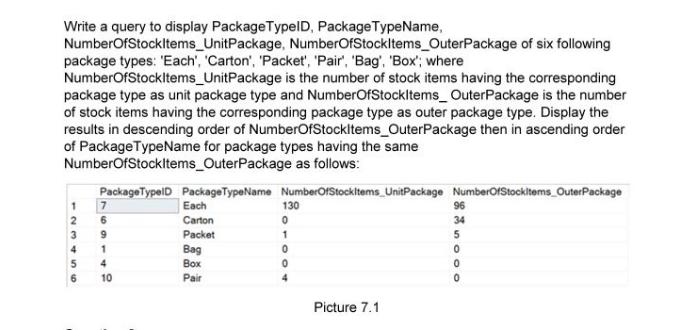 Write a query to display PackageTypeID, PackageTypeName,
NumberOfStockItems_UnitPackage, NumberOfStockItems_OuterPackage of six following
package types: 'Each', 'Carton', 'Packet', 'Pair', 'Bag', 'Box'; where
NumberOfStockItems_UnitPackage is the number of stock items having the corresponding
package type as unit package type and NumberOfStockItems_ OuterPackage is the number
of stock items having the corresponding package type as outer package type. Display the
results in descending order of NumberOfStockItems_OuterPackage then in ascending order
of PackageTypeName for package types having the same
NumberOfStockItems_OuterPackage as follows:
PackageTypeID PackageTypeName NumberOfStockItems_UnitPackage NumberOfStockItems_OuterPackage
1 7 Each 130 96
2 6 Carton 0 34
3 9 Packet 1 5
4 1 Bag 0 0
5 4 Box 0 0
6 10 Pair 4 0
Picture 7.1